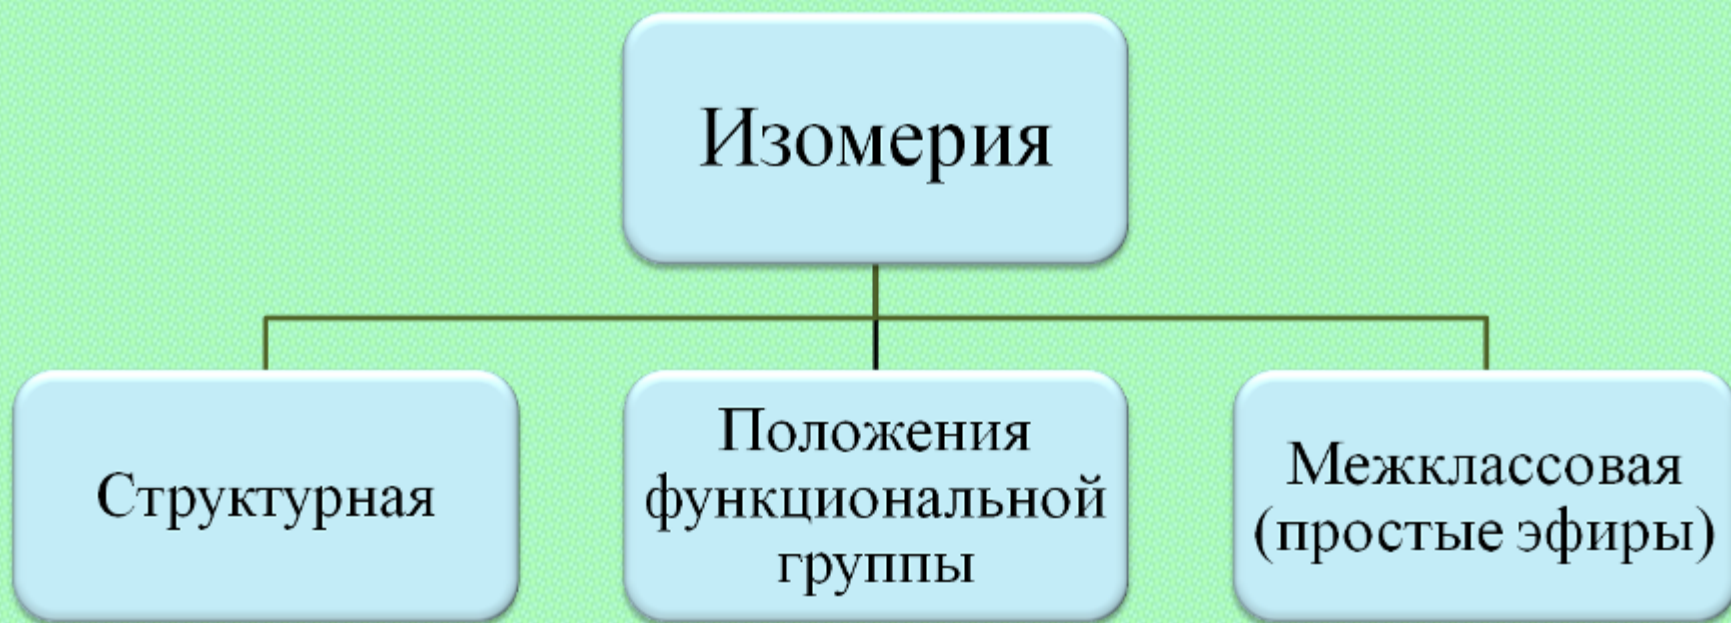 Изомерия
Структурная
Положения
функциональной
группы
Межклассовая
(простые эфиры)